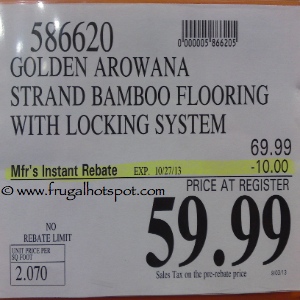 586620
0000005866205
GOLDEN AROWANA
STRAND BAMBOO FLOORING
WITH LOCKING SYSTEM
69.99
Mfr's Instant Rebate EXP. 10/27/13 -10.00
© www.frugalhotspot.com
PRICE AT REGISTER
59.99
NO
REBATE LIMIT
UNIT PRICE PER
SQ FOOT
2.070
Sales Tax on the pre-rebate price